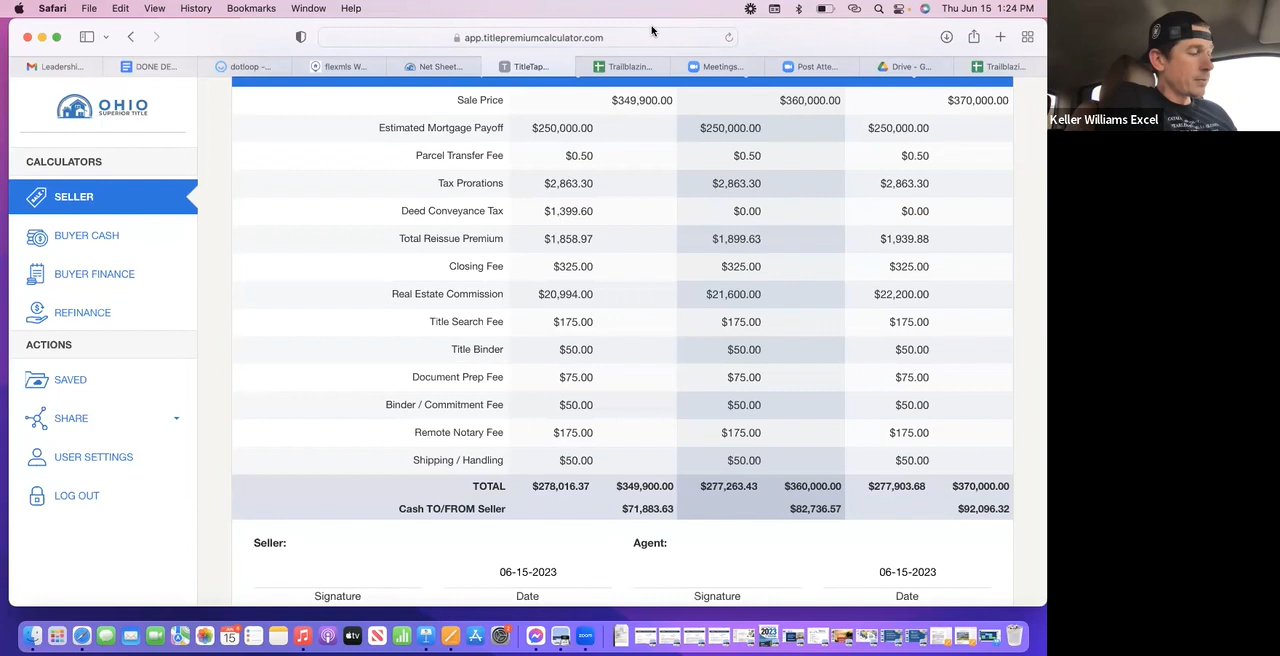 Safari File Edit View History Bookmarks Window Help Thu Jun 15 1:24 PM
app.titlepremiumcalculator.com
Leadershi... DONE DE... dotloop -... flexmls W... Net Sheet... TitleTap... Trailblazin... Meetings... Post Atte... Drive - G... Trailblazi...
OHIO
SUPERIOR TITLE
CALCULATORS
SELLER
BUYER CASH
BUYER FINANCE
REFINANCE
ACTIONS
SAVED
SHARE
USER SETTINGS
LOG OUT
Sale Price $349,900.00 $360,000.00 $370,000.00
Estimated Mortgage Payoff $250,000.00 $250,000.00 $250,000.00
Parcel Transfer Fee $0.50 $0.50 $0.50
Tax Prorations $2,863.30 $2,863.30 $2,863.30
Deed Conveyance Tax $1,399.60 $0.00 $0.00
Total Reissue Premium $1,858.97 $1,899.63 $1,939.88
Closing Fee $325.00 $325.00 $325.00
Real Estate Commission $20,994.00 $21,600.00 $22,200.00
Title Search Fee $175.00 $175.00 $175.00
Title Binder $50.00 $50.00 $50.00
Document Prep Fee $75.00 $75.00 $75.00
Binder / Commitment Fee $50.00 $50.00 $50.00
Remote Notary Fee $175.00 $175.00 $175.00
Shipping / Handling $50.00 $50.00 $50.00
TOTAL $278,016.37 $349,900.00 $277,263.43 $360,000.00 $277,903.68 $370,000.00
Cash TO/FROM Seller $71,883.63 $82,736.57 $92,096.32
Seller: Agent:
06-15-2023 06-15-2023
Signature Date Signature Date
Keller Williams Excel